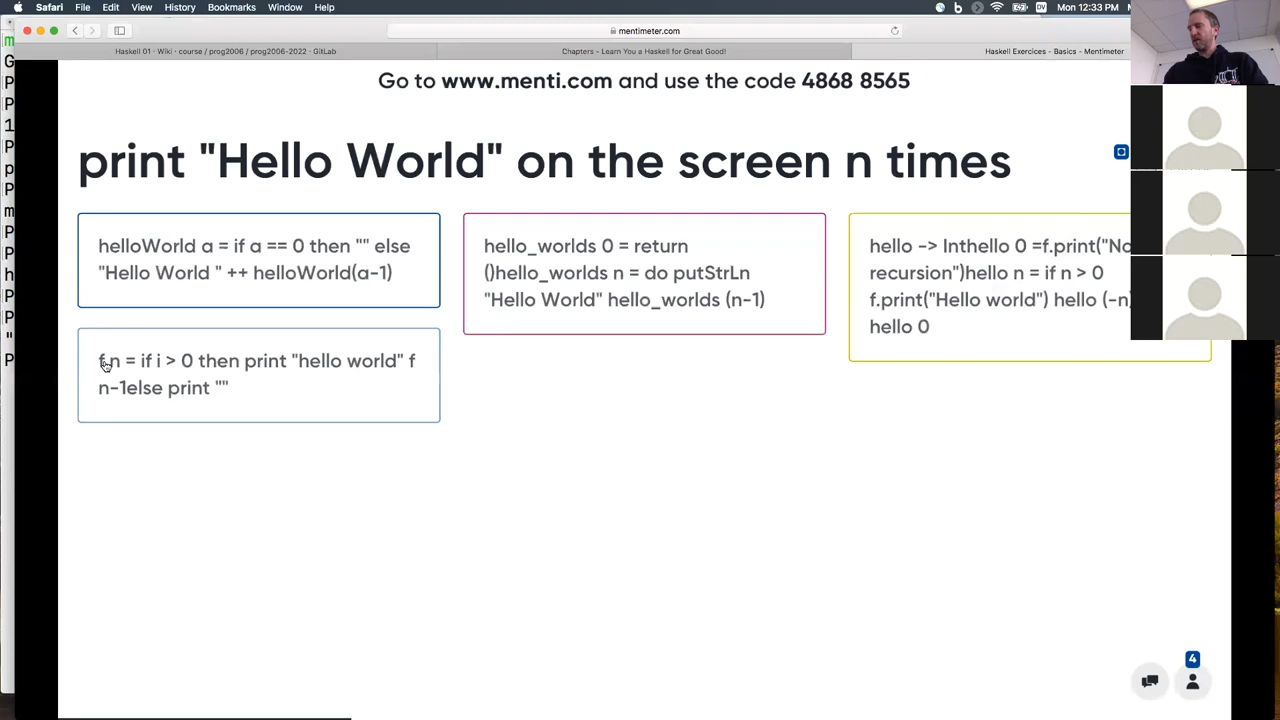 Safari File Edit View History Bookmarks Window Help
Mon 12:33 PM
mentimeter.com
Haskell 01 · Wiki · course / prog2006 / prog2006-2022 · GitLab
Chapters - Learn You a Haskell for Great Good!
Haskell Exercices - Basics - Mentimeter
Go to www.menti.com and use the code 4868 8565
print "Hello World" on the screen n times
helloWorld a = if a == 0 then "" else
"Hello World " ++ helloWorld(a-1)
hello_worlds 0 = return
()hello_worlds n = do putStrLn
"Hello World" hello_worlds (n-1)
hello -> Inthello 0 =f.print("No
recursion")hello n = if n > 0
f.print("Hello world") hello (-n)
hello 0
f n = if i > 0 then print "hello world" f
n-1else print ""
4